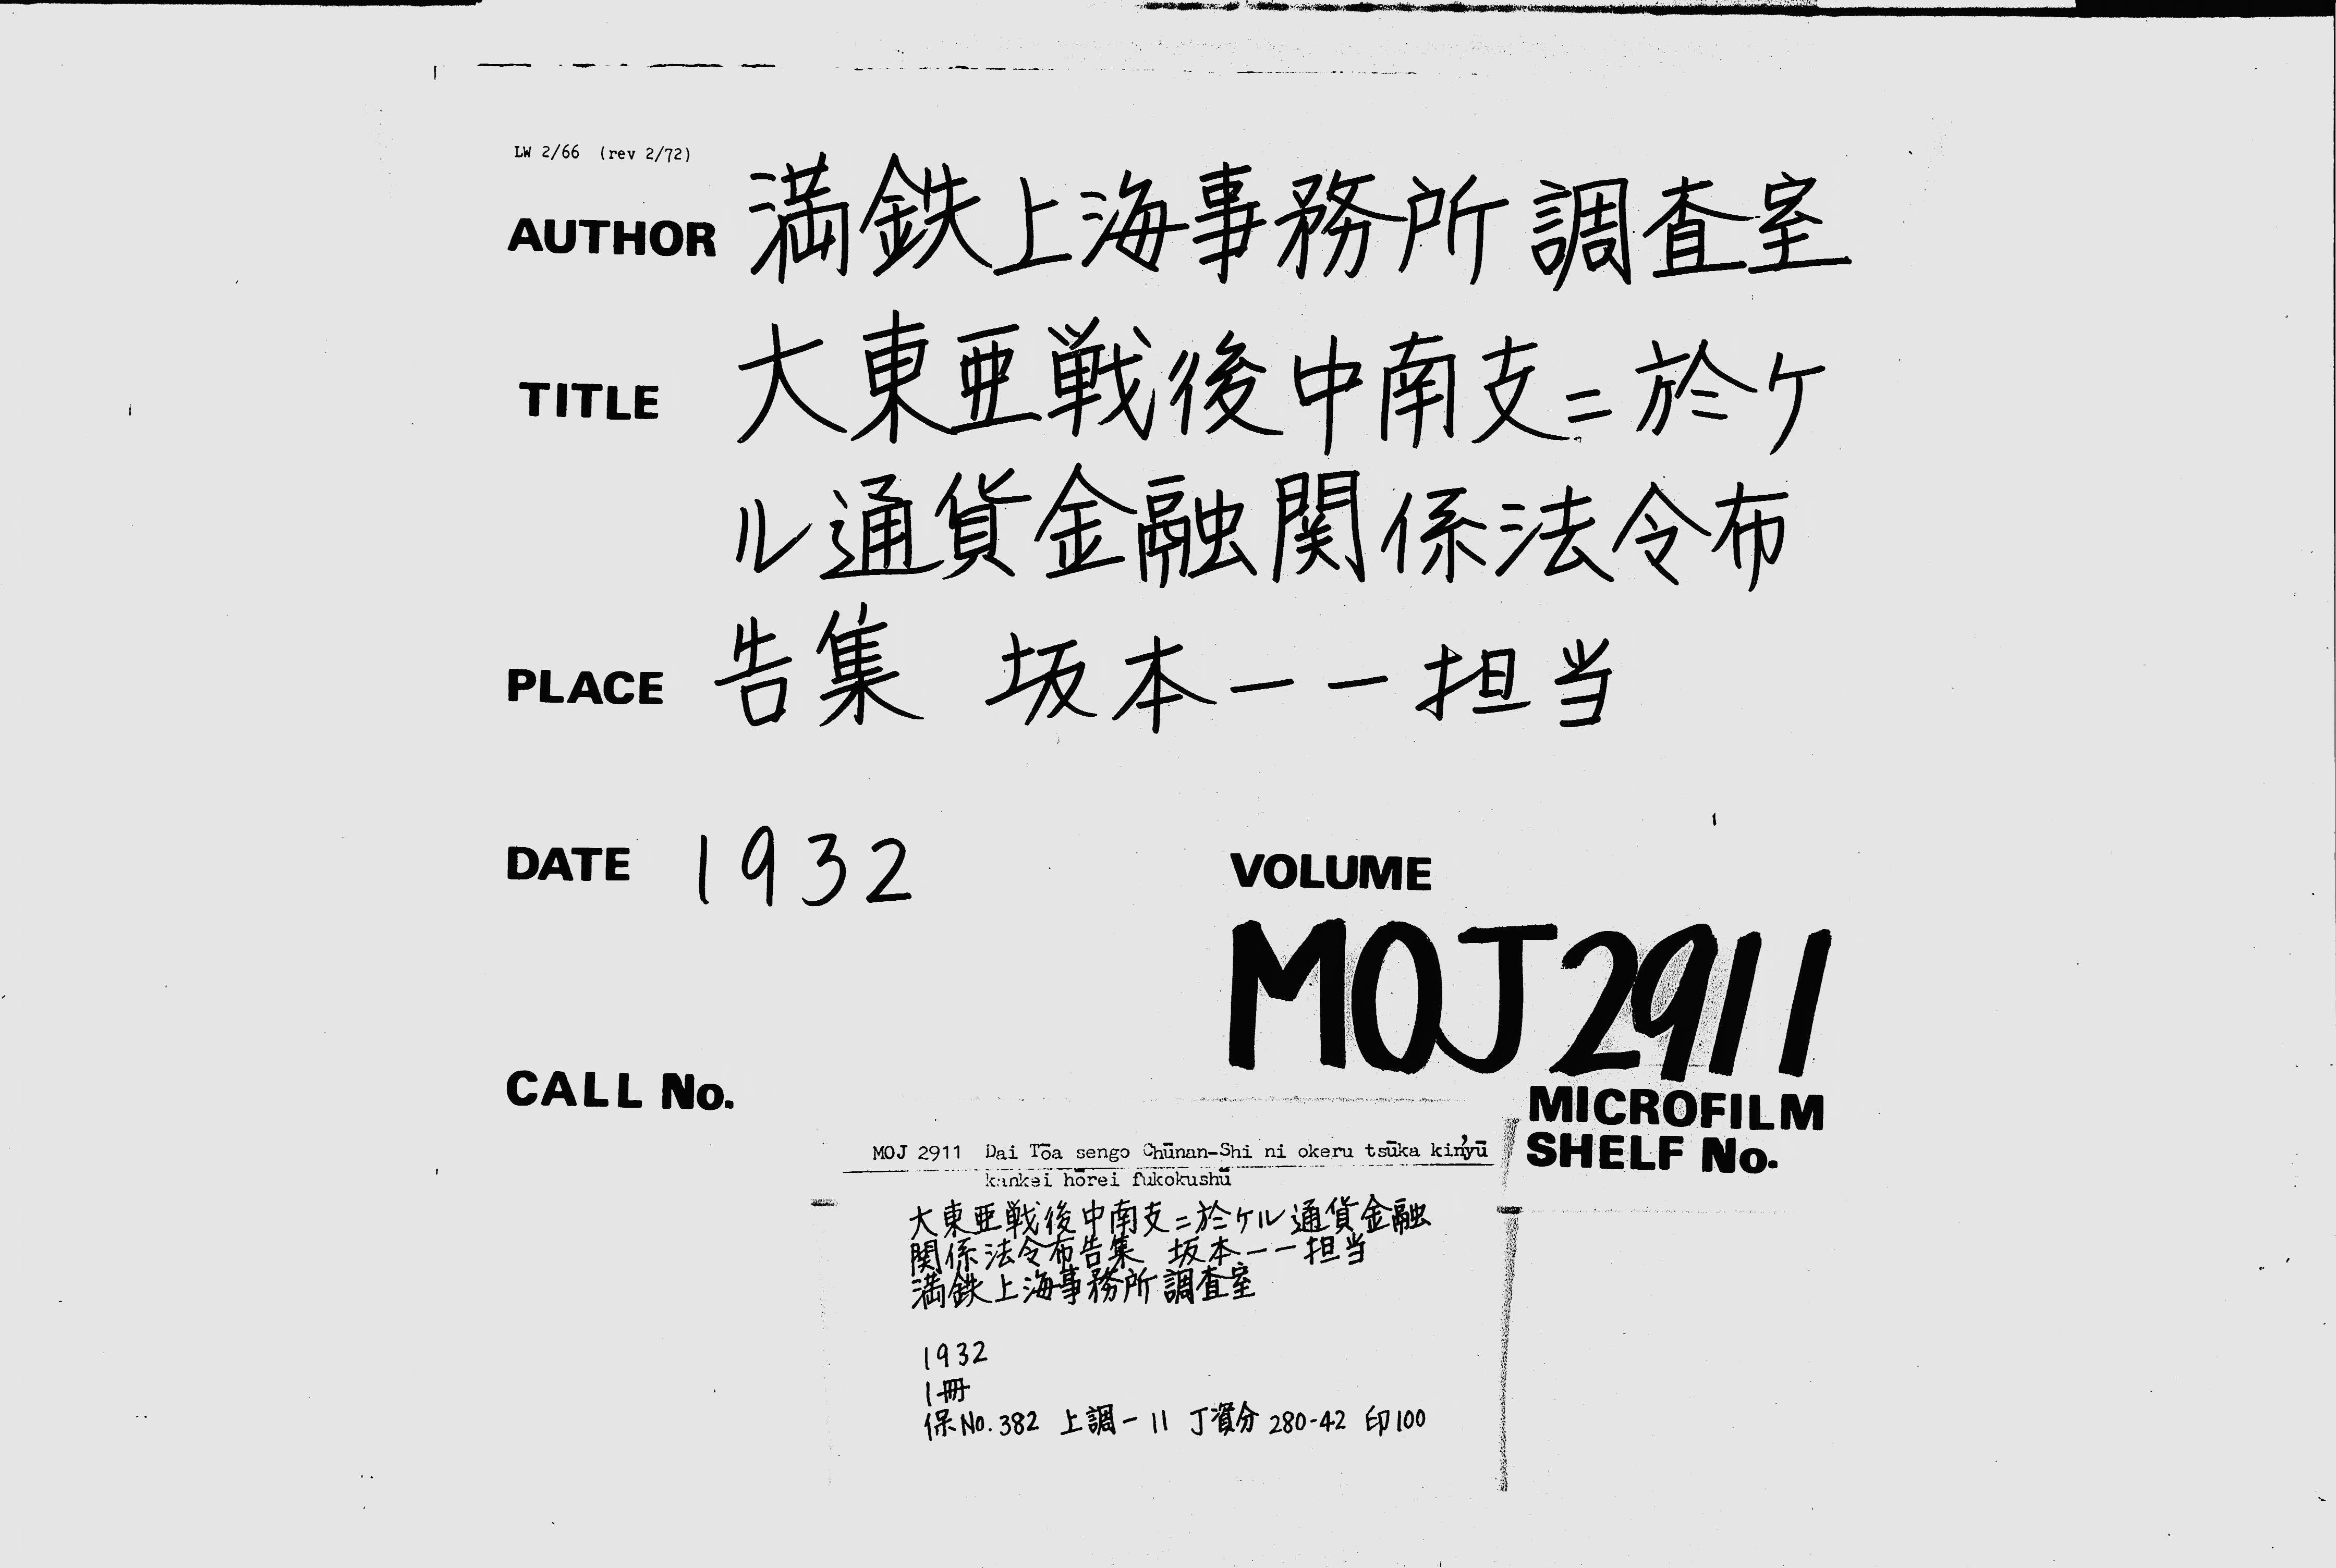 LW 2/66 (rev 2/72)
AUTHOR 満鉄上海事務所調査室
TITLE 大東亜戦後中南支ニ於ケ
ル通貨金融関係法令布
PLACE 告集 坂本一一担当
DATE 1932
VOLUME
MOJ2911
CALL No.
MICROFILM
SHELF No.
MOJ 2911 Dai Tōa sengo Chūnan-Shi ni okeru tsūka kin'yū
kankei hōrei fukokushū
大東亜戦後中南支ニ於ケル通貨金融
関係法令布告集 坂本一一担当
満鉄上海事務所調査室
1932
1冊
保No.382 上調-11 丁資分280-42 印100